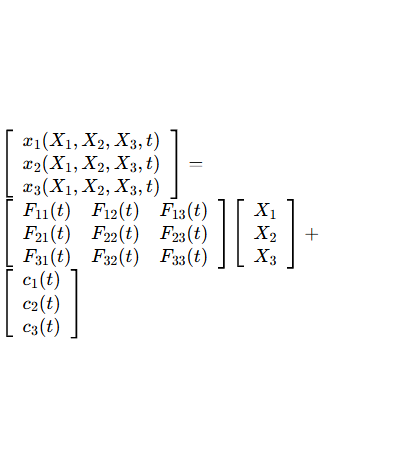 [ x₁(X₁, X₂, X₃, t)
x₂(X₁, X₂, X₃, t)
x₃(X₁, X₂, X₃, t) ] =
[ F₁₁(t) F₁₂(t) F₁₃(t)
F₂₁(t) F₂₂(t) F₂₃(t)
F₃₁(t) F₃₂(t) F₃₃(t) ] [ X₁
X₂
X₃ ] +
[ c₁(t)
c₂(t)
c₃(t) ]